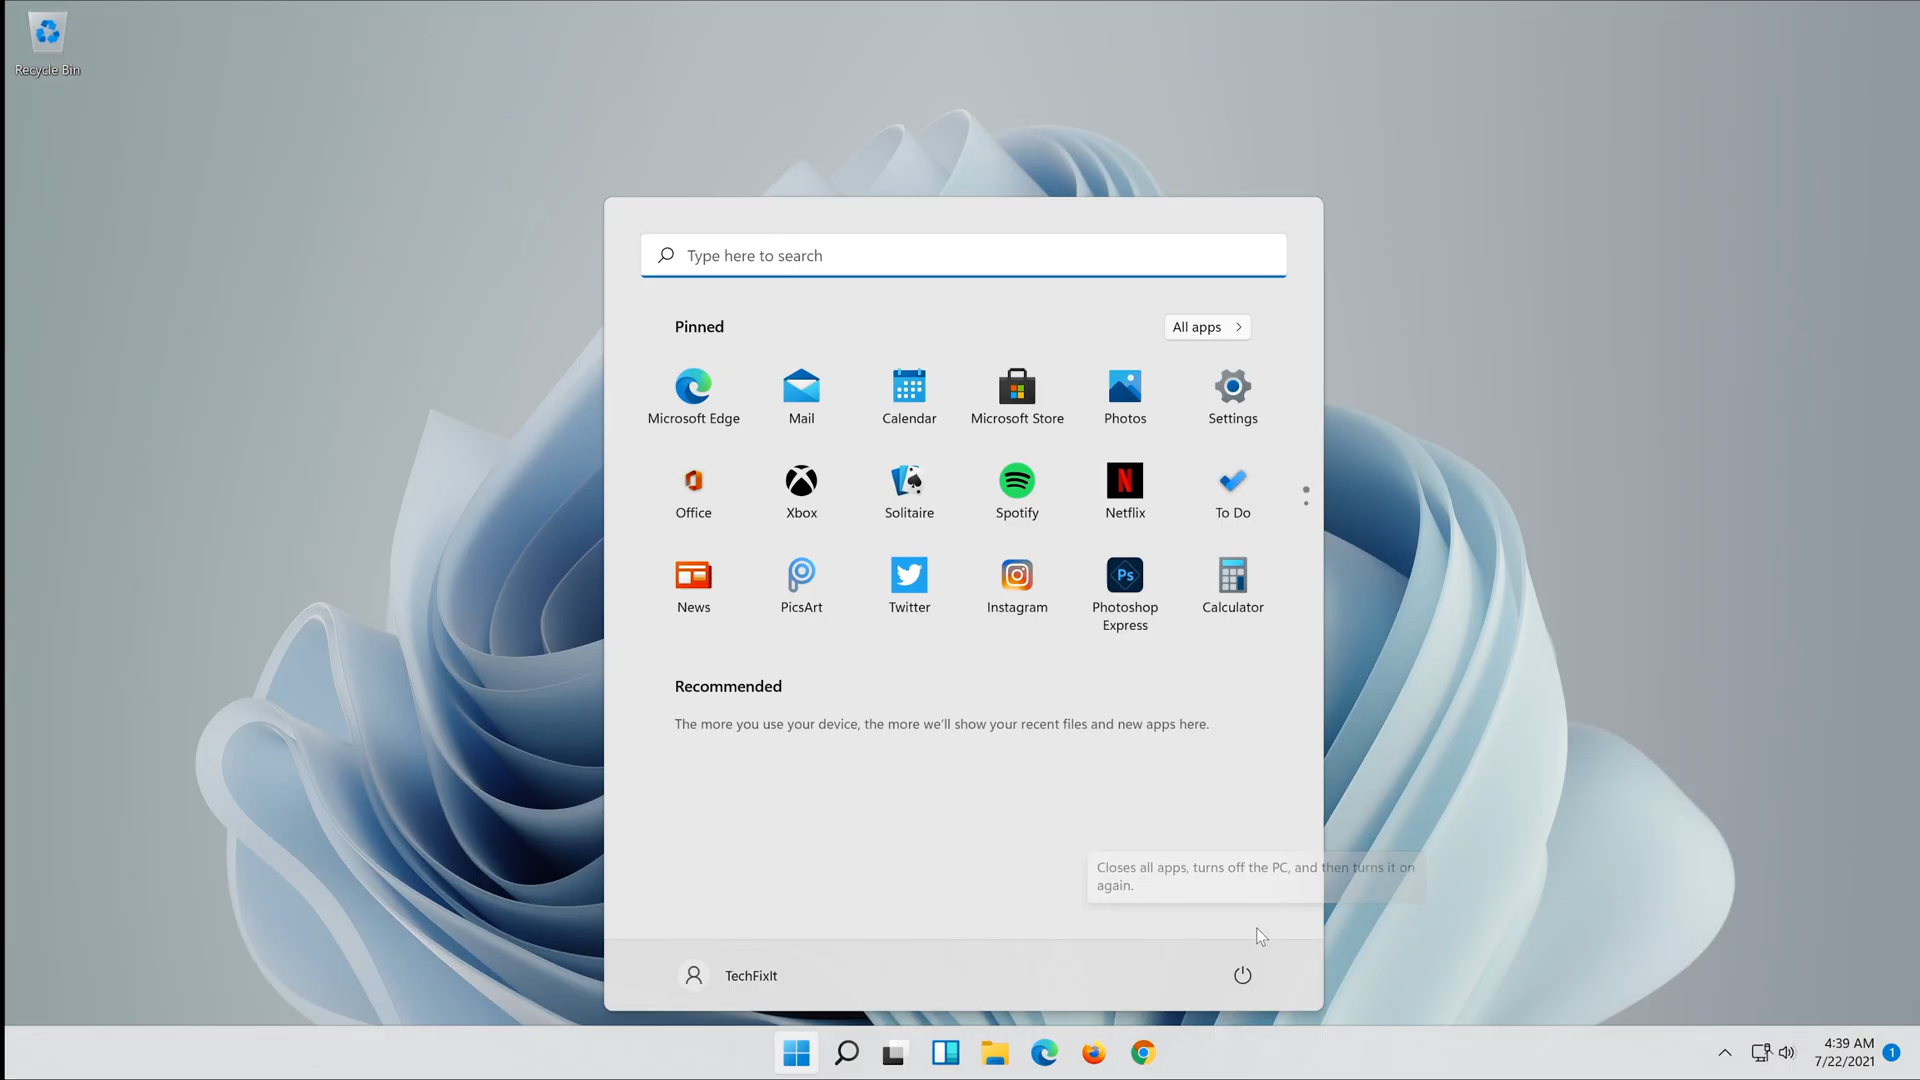 Recycle Bin
Type here to search
Pinned
All apps
Microsoft Edge
Mail
Calendar
Microsoft Store
Photos
Settings
Office
Xbox
Solitaire
Spotify
Netflix
To Do
News
PicsArt
Twitter
Instagram
Ps
Photoshop
Express
Calculator
Recommended
The more you use your device, the more we'll show your recent files and new apps here.
Closes all apps, turns off the PC, and then turns it on
again.
TechFixIt
4:39 AM
7/22/2021
1